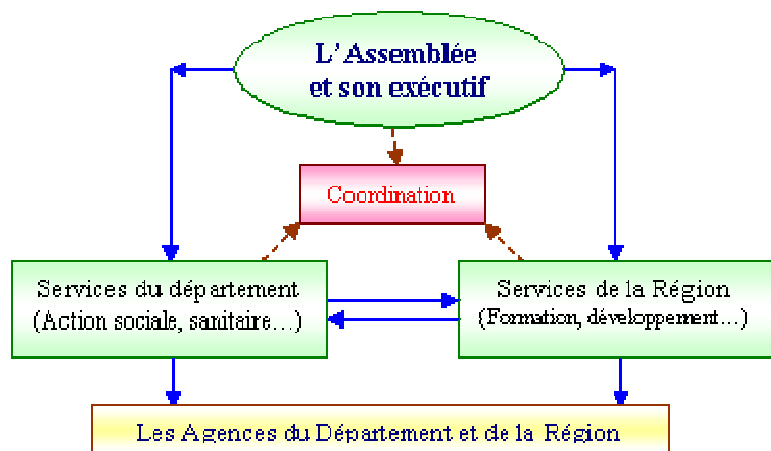 L'Assemblée
et son exécutif
Coordination
Services du département
(Action sociale, sanitaire...)
Services de la Région
(Formation, développement...)
Les Agences du Département et de la Région